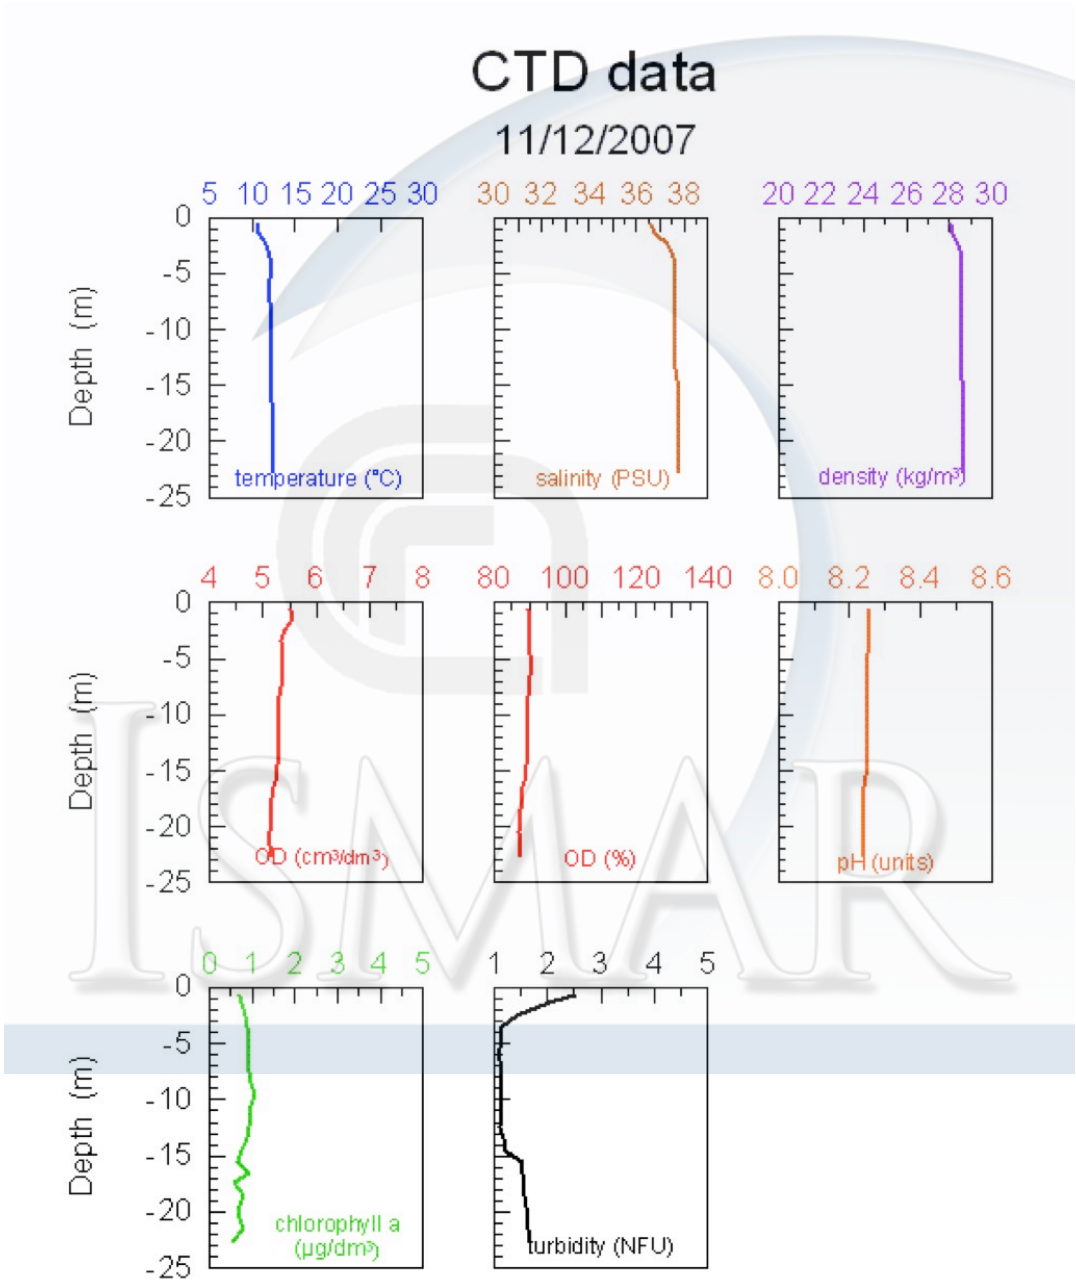 CTD data
11/12/2007
5 10 15 20 25 30
30 32 34 36 38
20 22 24 26 28 30
0
-5
-10
-15
-20
-25
Depth (m)
temperature (°C)
salinity (PSU)
density (kg/m³)
4 5 6 7 8
80 100 120 140
8.0 8.2 8.4 8.6
0
-5
-10
-15
-20
-25
Depth (m)
OD (cm³/dm³)
OD (%)
pH (units)
ISMAR
0 1 2 3 4 5
1 2 3 4 5
0
-5
-10
-15
-20
-25
Depth (m)
chlorophyll a
(µg/dm³)
turbidity (NFU)